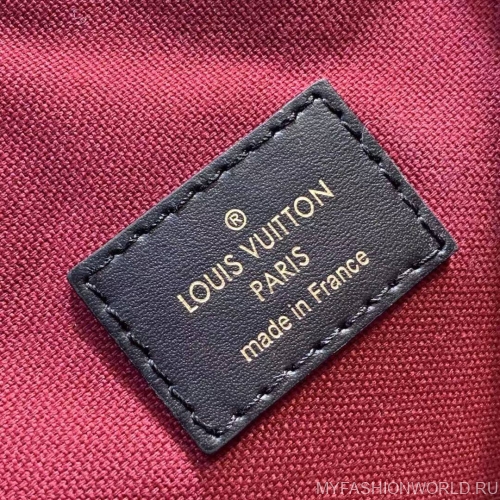 ®
LOUIS VUITTON
PARIS
made in France
MYFASHIONWORLD.RU